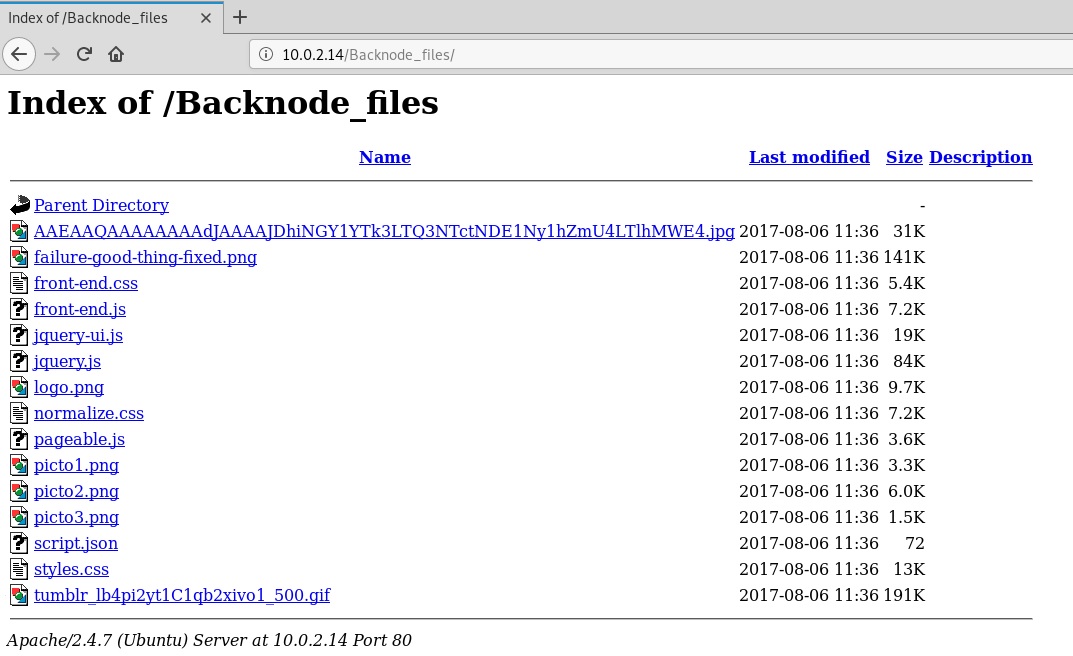 Index of /Backnode_files
10.0.2.14/Backnode_files/
Index of /Backnode_files
Name Last modified Size Description
Parent Directory -
AAEAAQAAAAAAAAdJAAAAJDhiNGY1YTk3LTQ3NTctNDE1Ny1hZmU4LTlhMWE4.jpg 2017-08-06 11:36 31K
failure-good-thing-fixed.png 2017-08-06 11:36 141K
front-end.css 2017-08-06 11:36 5.4K
front-end.js 2017-08-06 11:36 7.2K
jquery-ui.js 2017-08-06 11:36 19K
jquery.js 2017-08-06 11:36 84K
logo.png 2017-08-06 11:36 9.7K
normalize.css 2017-08-06 11:36 7.2K
pageable.js 2017-08-06 11:36 3.6K
picto1.png 2017-08-06 11:36 3.3K
picto2.png 2017-08-06 11:36 6.0K
picto3.png 2017-08-06 11:36 1.5K
script.json 2017-08-06 11:36 72
styles.css 2017-08-06 11:36 13K
tumblr_lb4pi2yt1C1qb2xivo1_500.gif 2017-08-06 11:36 191K
Apache/2.4.7 (Ubuntu) Server at 10.0.2.14 Port 80